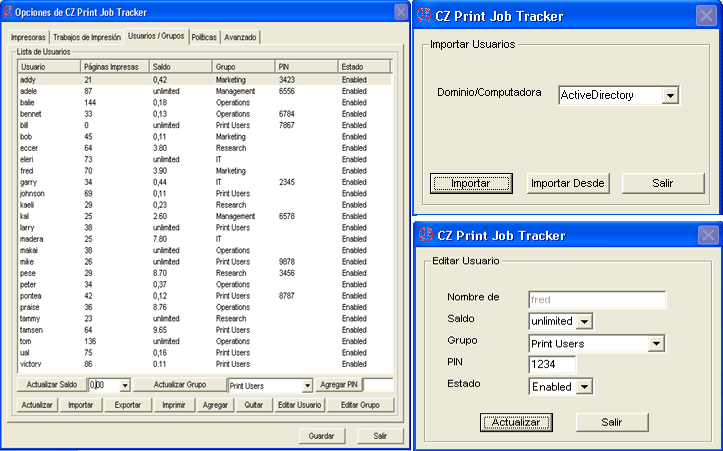 Opciones de CZ Print Job Tracker
Impresoras Trabajos de Impresión Usuarios / Grupos Políticas Avanzado
Lista de Usuarios
Usuario Páginas Impresas Saldo Grupo PIN Estado
addy 21 0,42 Marketing 3423 Enabled
adele 87 unlimited Management 6556 Enabled
balie 144 0,18 Operations Enabled
bennet 33 0,13 Operations 6784 Enabled
bill 0 unlimited Print Users 7867 Enabled
bob 45 0,11 Marketing Enabled
eccer 64 3.80 Research Enabled
eleri 73 unlimited IT Enabled
fred 70 3.90 Marketing Enabled
garry 34 0,44 IT 2345 Enabled
johnson 69 0,11 Print Users Enabled
kaeli 29 0,23 Research Enabled
kal 25 2.60 Management 6578 Enabled
larry 38 unlimited Print Users Enabled
madera 25 7.80 IT Enabled
makai 38 unlimited Operations Enabled
mike 26 unlimited Print Users 9878 Enabled
pese 29 8.70 Research 3456 Enabled
peter 34 0,37 Operations Enabled
pontea 42 0,12 Print Users 8787 Enabled
praise 36 8.76 Operations Enabled
tammy 23 unlimited Research Enabled
tamsen 64 9.65 Print Users Enabled
tom 136 unlimited Operations Enabled
ual 75 0,16 Print Users Enabled
victory 86 0.11 Print Users Enabled
Actualizar Saldo 0,00 Actualizar Grupo Print Users Agregar PIN
Actualizar Importar Exportar Imprimir Agregar Quitar Editar Usuario Editar Grupo
Guardar Salir
CZ Print Job Tracker
Importar Usuarios
Dominio/Computadora ActiveDirectory
Importar Importar Desde Salir
CZ Print Job Tracker
Editar Usuario
Nombre de fred
Saldo unlimited
Grupo Print Users
PIN 1234
Estado Enabled
Actualizar Salir